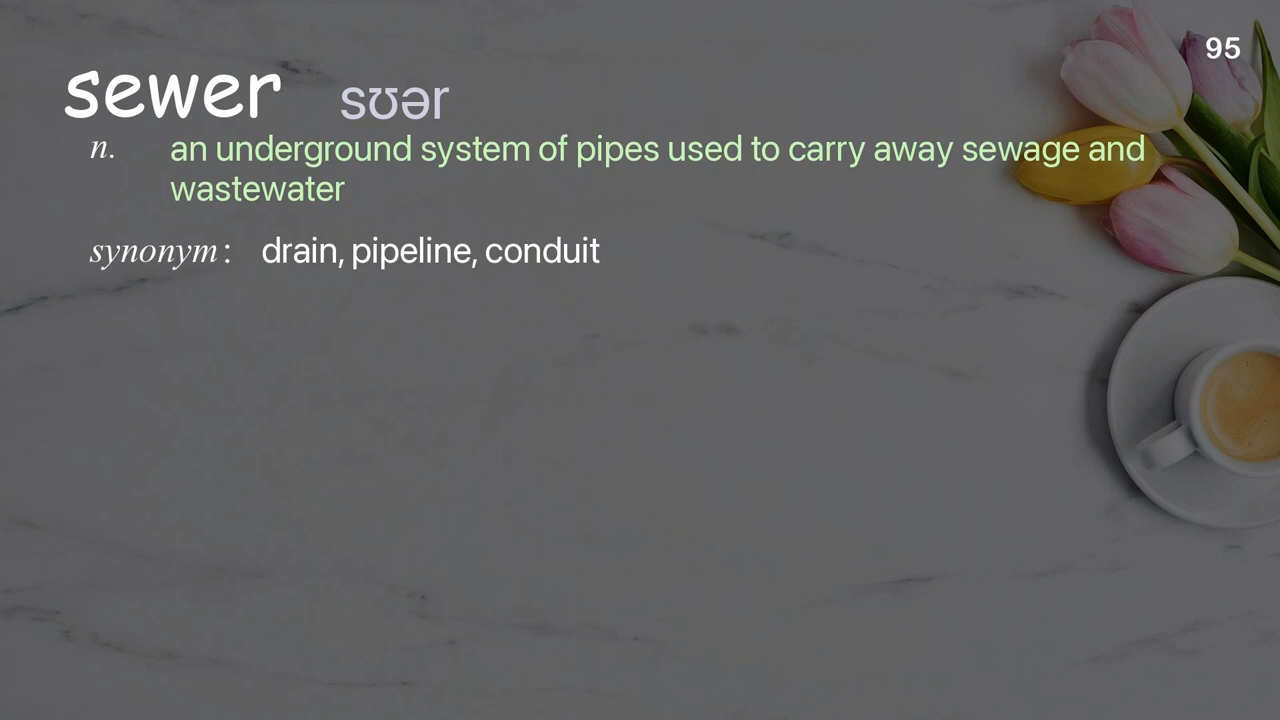 95
sewer sʊər
n. an underground system of pipes used to carry away sewage and
wastewater
synonym: drain, pipeline, conduit